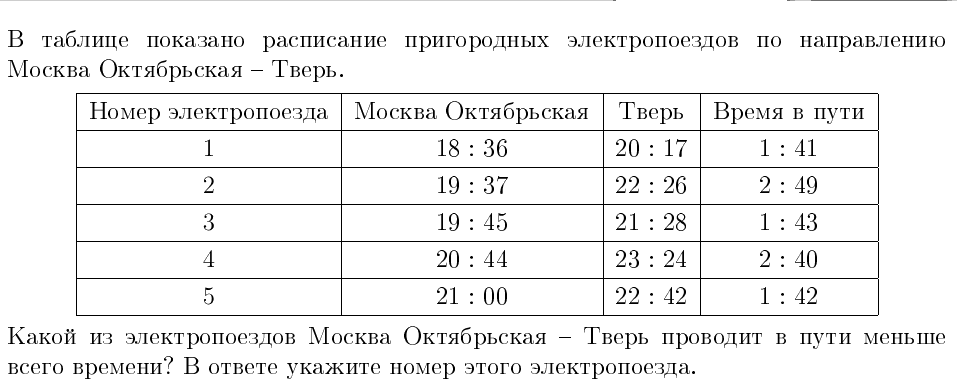 В таблице показано расписание пригородных электропоездов по направлению
Москва Октябрьская – Тверь.
Номер электропоезда Москва Октябрьская Тверь Время в пути
1 18 : 36 20 : 17 1 : 41
2 19 : 37 22 : 26 2 : 49
3 19 : 45 21 : 28 1 : 43
4 20 : 44 23 : 24 2 : 40
5 21 : 00 22 : 42 1 : 42
Какой из электропоездов Москва Октябрьская – Тверь проводит в пути меньше
всего времени? В ответе укажите номер этого электропоезда.